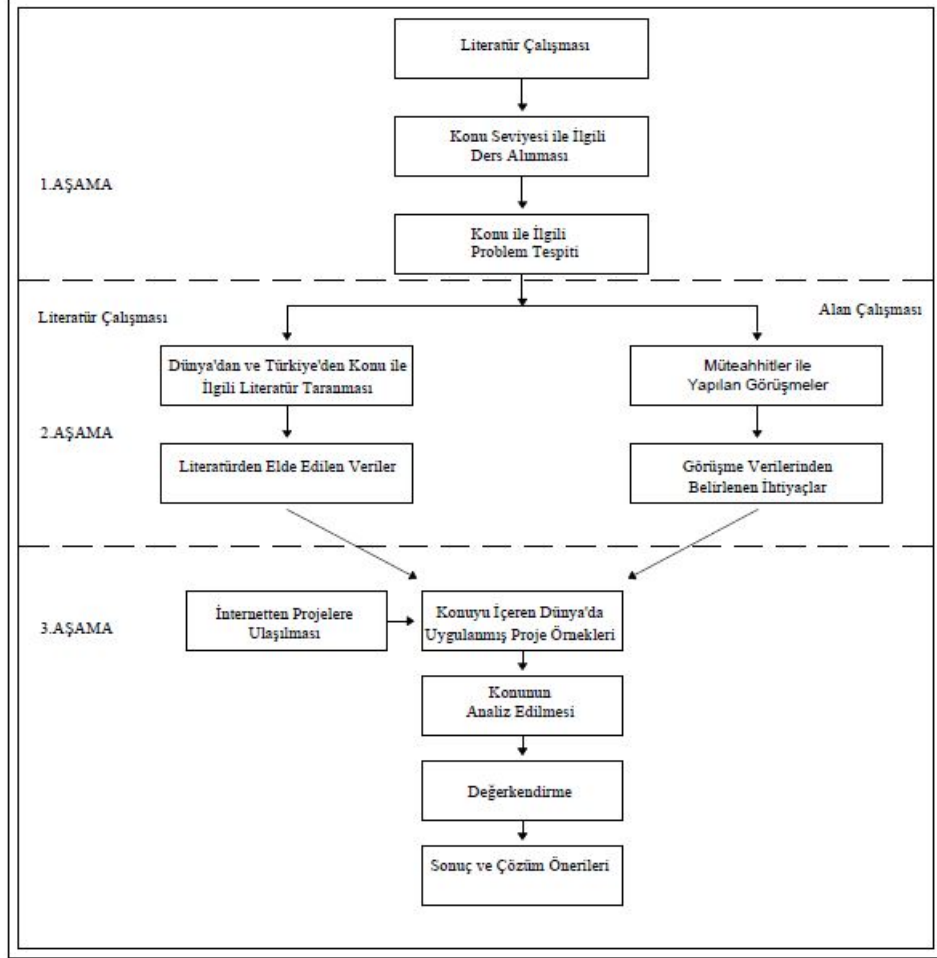 Literatür Çalışması
Konu Seviyesi ile İlgili
Ders Alınması
1.AŞAMA
Konu ile İlgili
Problem Tespiti
Literatür Çalışması
Alan Çalışması
Dünya'dan ve Türkiye'den Konu ile
İlgili Literatür Taranması
Müteahhitler ile
Yapılan Görüşmeler
2.AŞAMA
Literatürden Elde Edilen Veriler
Görüşme Verilerinden
Belirlenen İhtiyaçlar
3.AŞAMA
İnternetten Projelere
Ulaşılması
Konuyu İçeren Dünya'da
Uygulanmış Proje Örnekleri
Konunun
Analiz Edilmesi
Değerkendirme
Sonuç ve Çözüm Önerileri